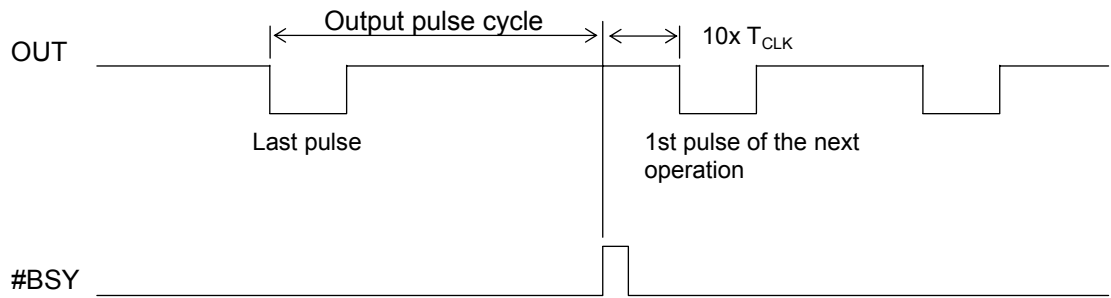 Output pulse cycle
10x TCLK
OUT
Last pulse
1st pulse of the next
operation
#BSY